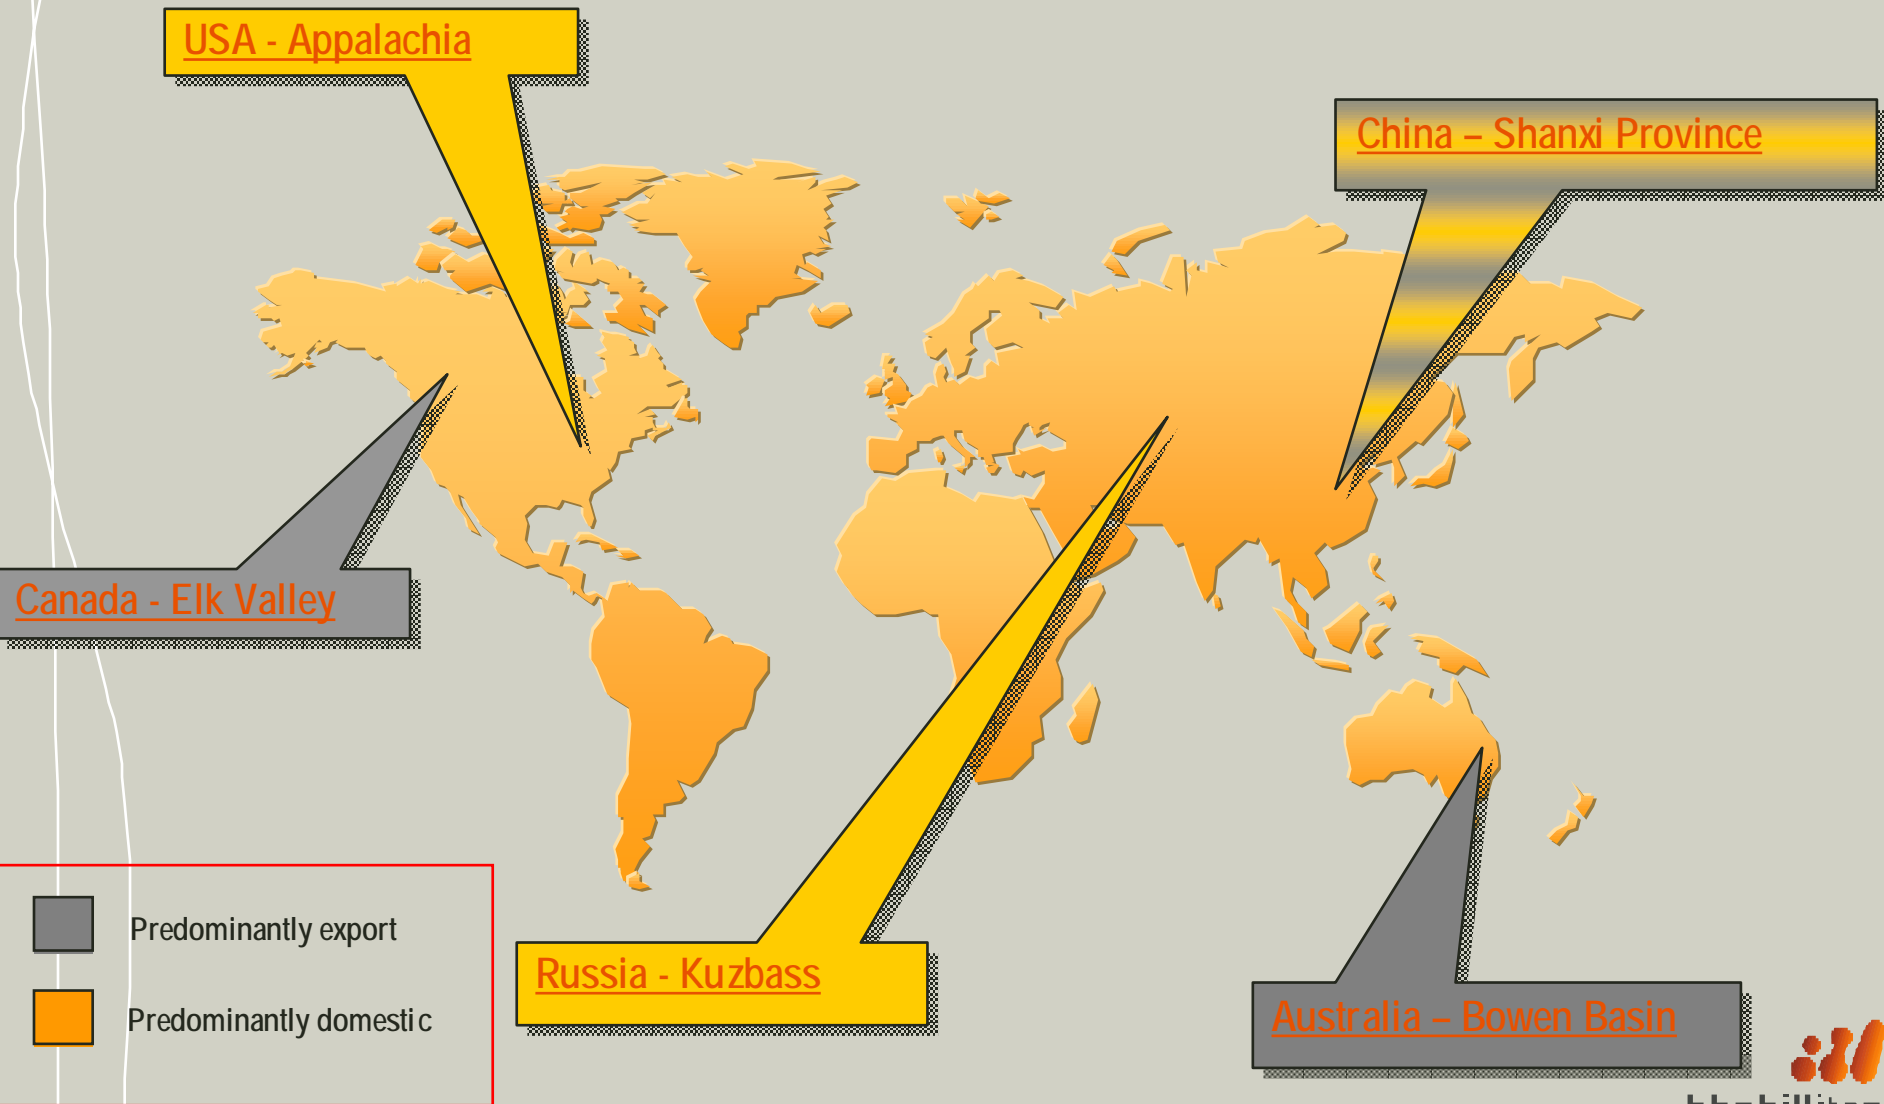 USA - Appalachia
China – Shanxi Province
Canada - Elk Valley
Predominantly export
Predominantly domestic
Russia - Kuzbass
Australia – Bowen Basin